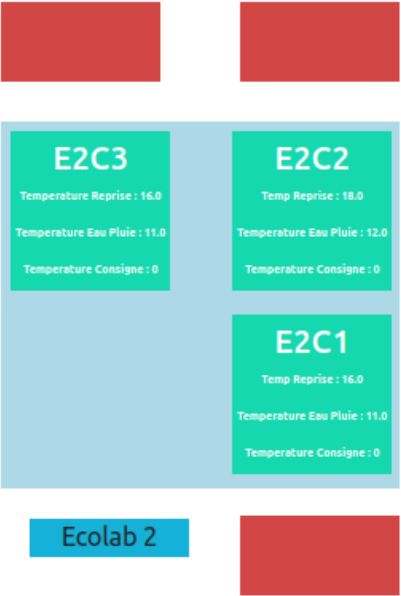 E2C3
Temperature Reprise : 16.0
Temperature Eau Pluie : 11.0
Temperature Consigne : 0
E2C2
Temp Reprise : 18.0
Temperature Eau Pluie : 12.0
Temperature Consigne : 0
E2C1
Temp Reprise : 16.0
Temperature Eau Pluie : 11.0
Temperature Consigne : 0
Ecolab 2